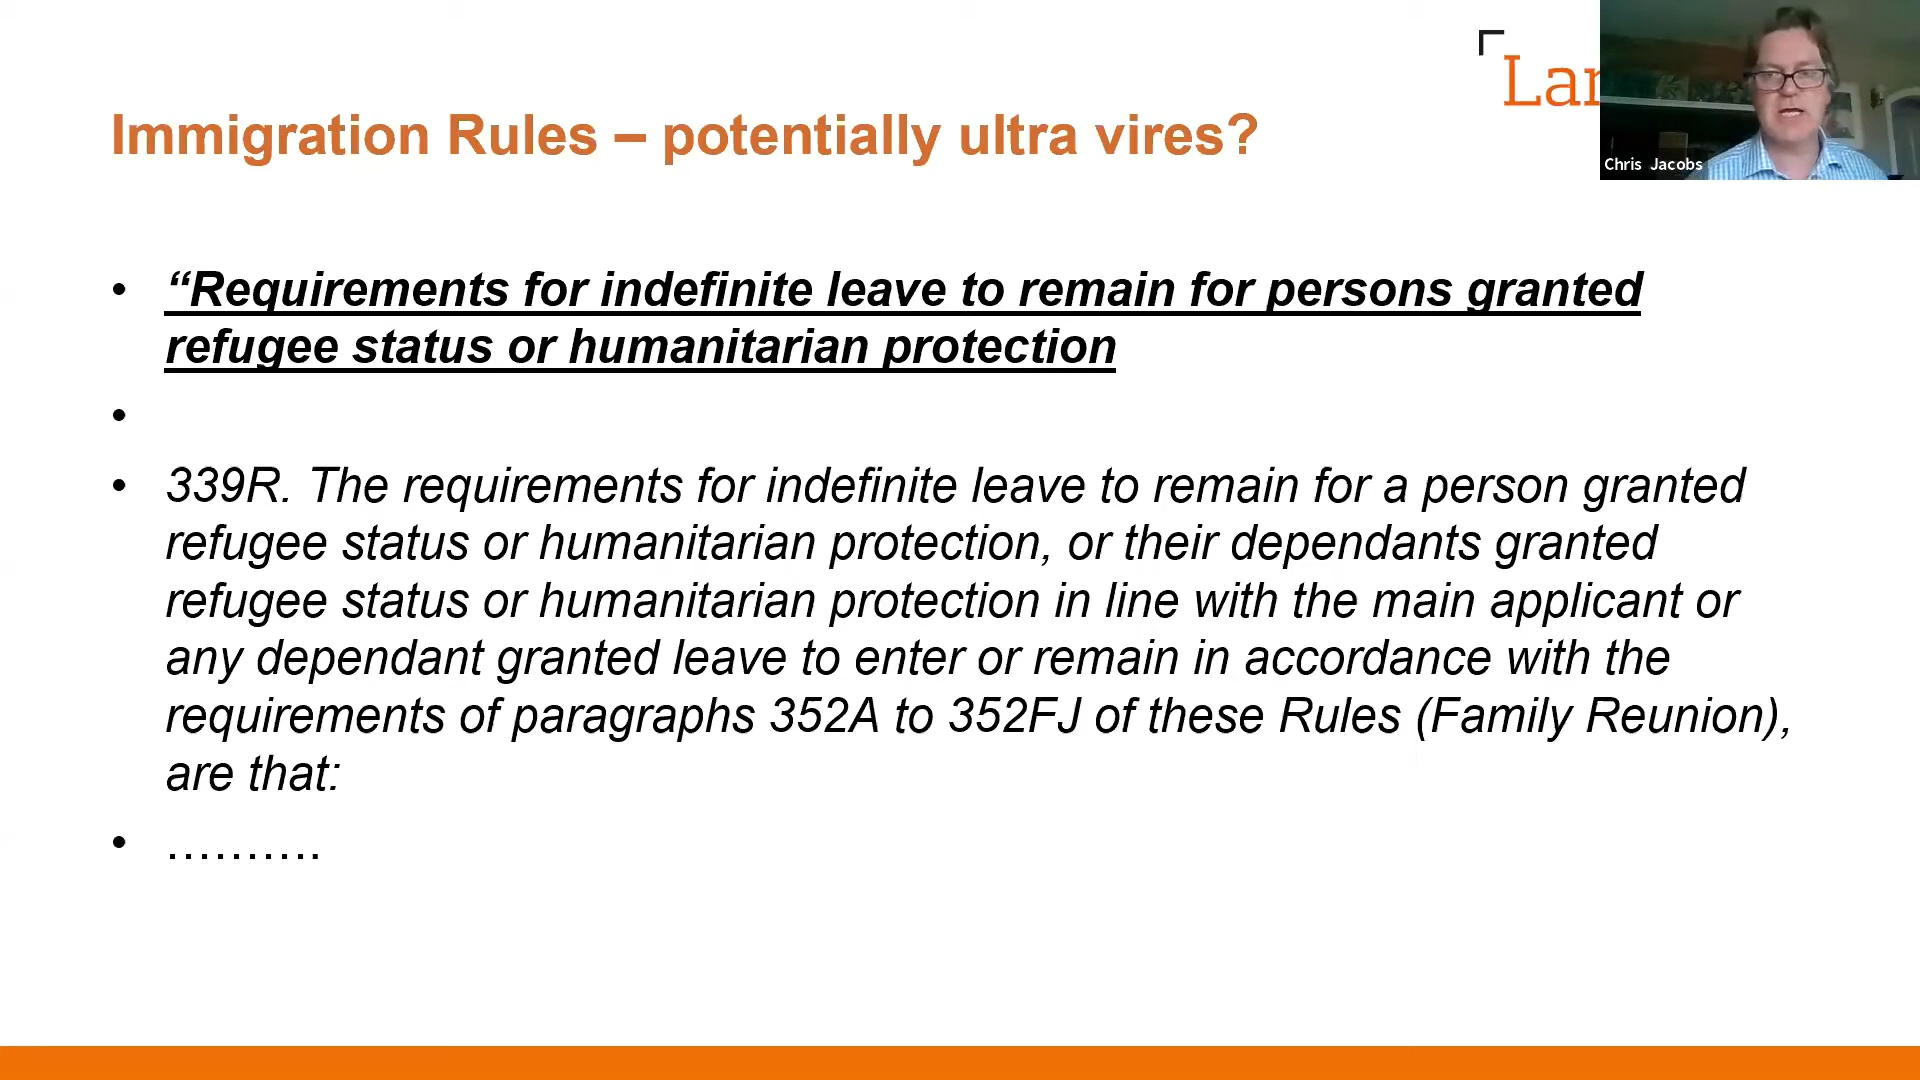 Lan
Chris Jacobs
Immigration Rules – potentially ultra vires?
• “Requirements for indefinite leave to remain for persons granted
refugee status or humanitarian protection
•
• 339R. The requirements for indefinite leave to remain for a person granted
refugee status or humanitarian protection, or their dependants granted
refugee status or humanitarian protection in line with the main applicant or
any dependant granted leave to enter or remain in accordance with the
requirements of paragraphs 352A to 352FJ of these Rules (Family Reunion),
are that:
• ……….